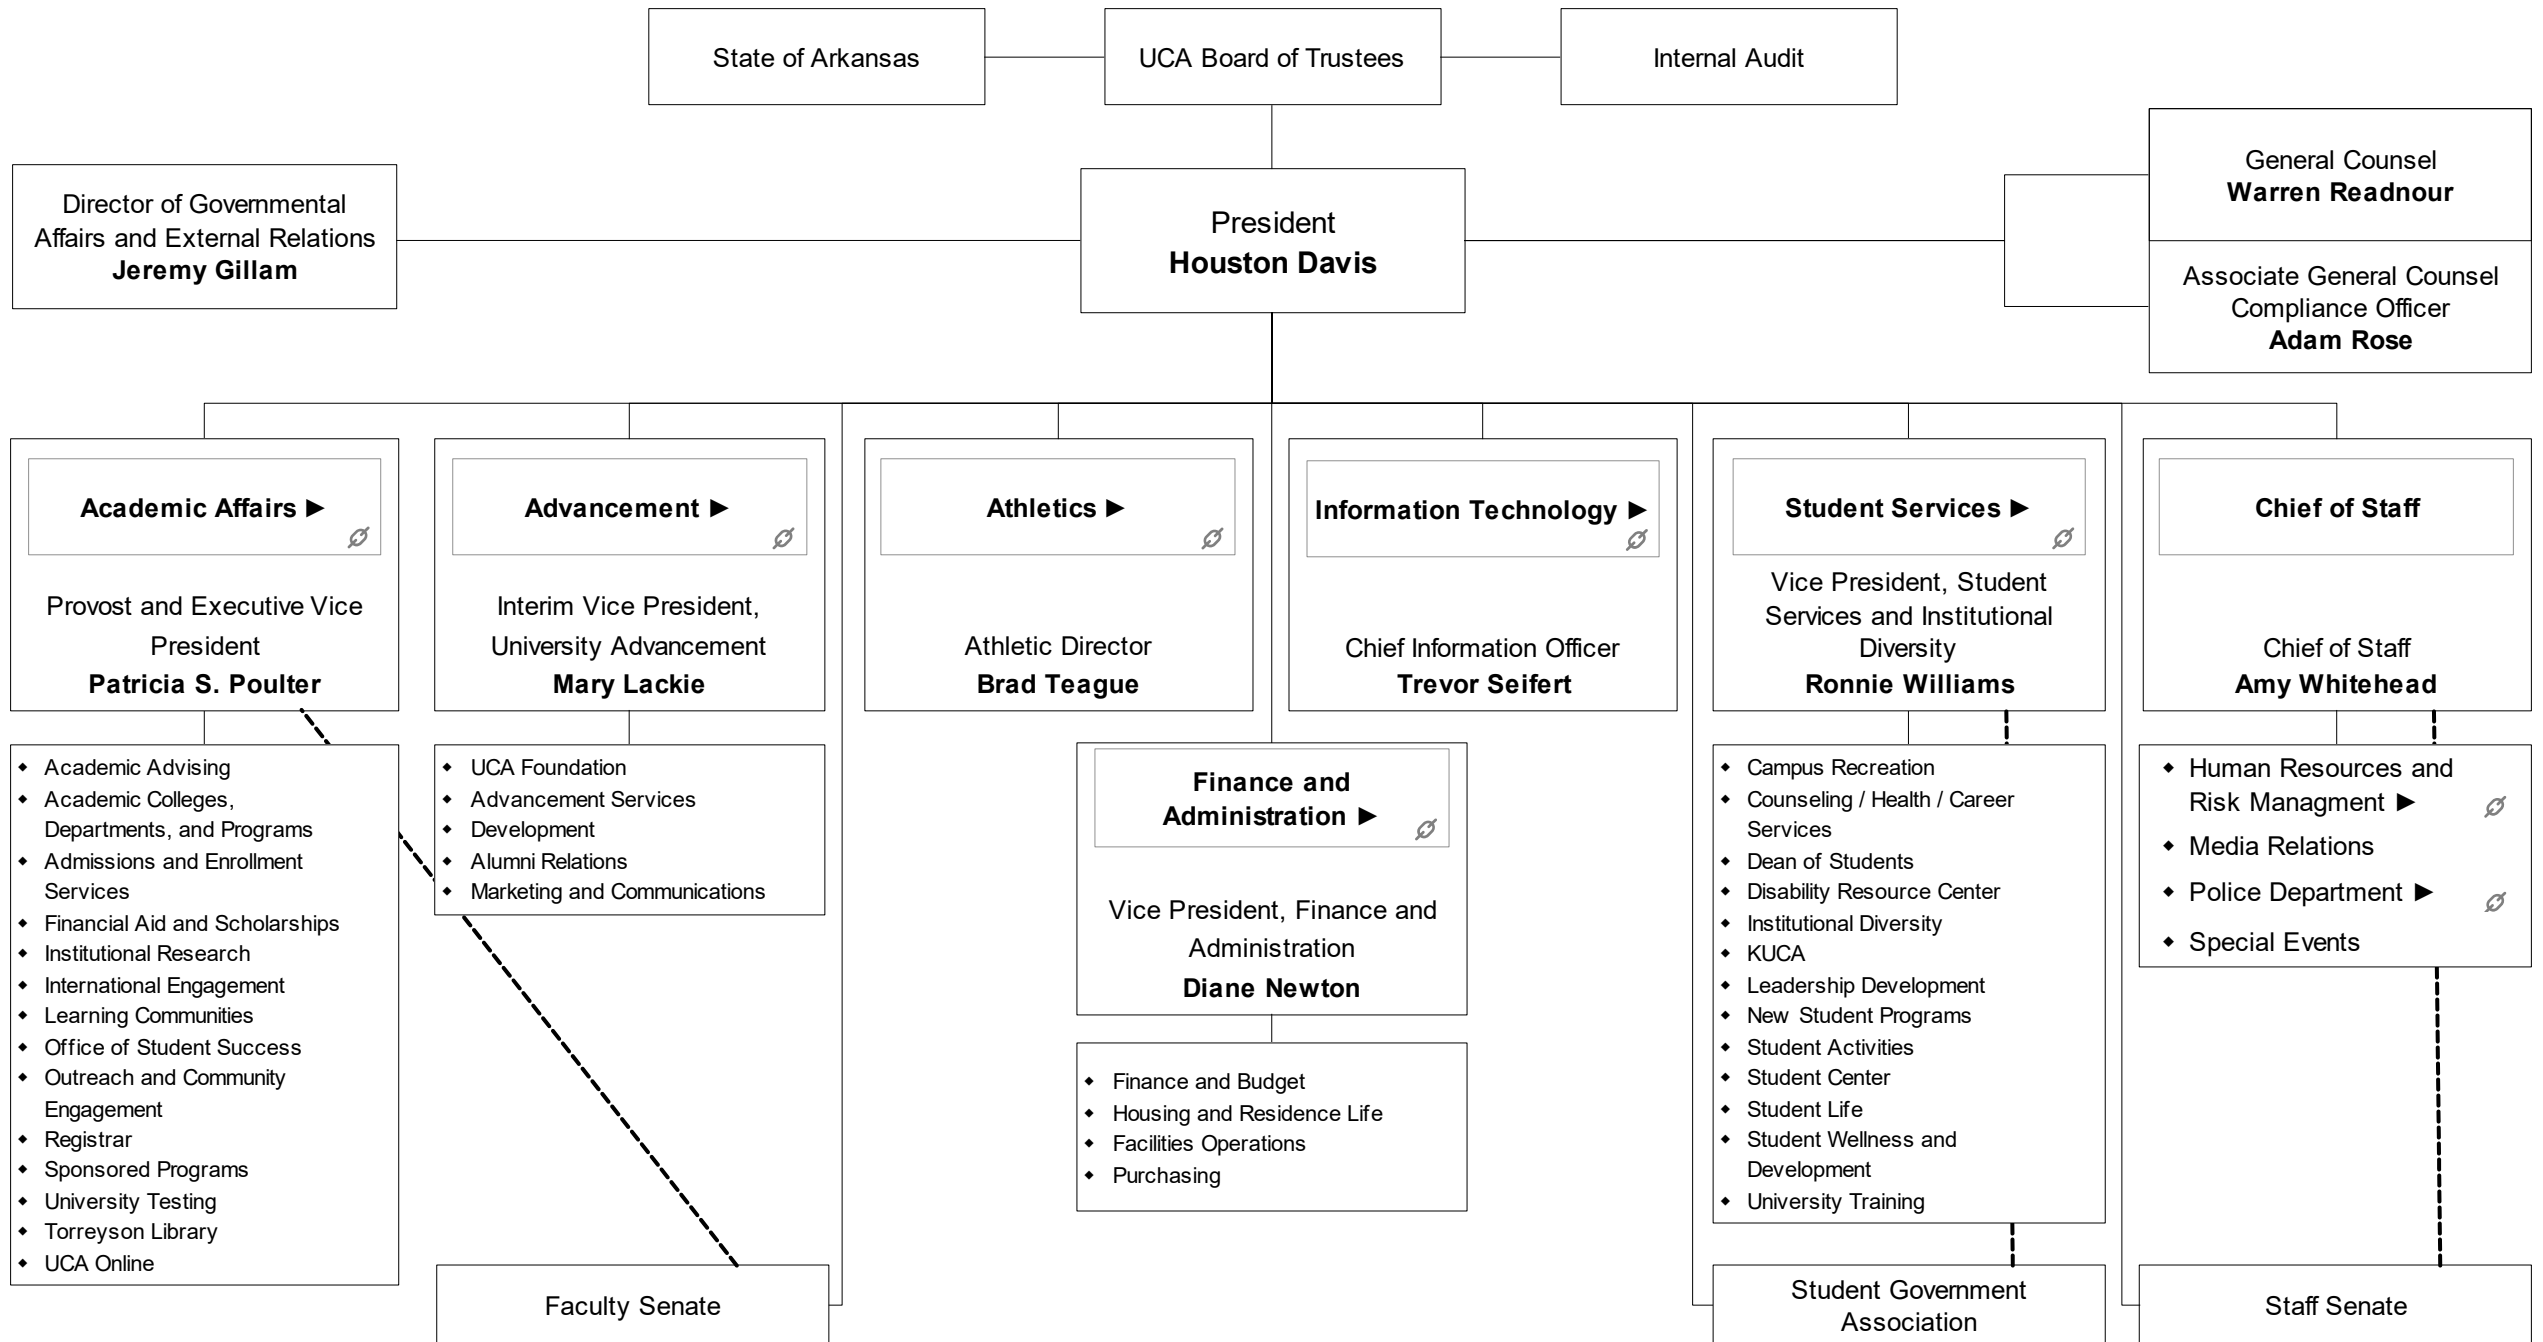 State of Arkansas
UCA Board of Trustees
Internal Audit
Director of Governmental
Affairs and External Relations
Jeremy Gillam
President
Houston Davis
General Counsel
Warren Readnour
Associate General Counsel
Compliance Officer
Adam Rose
Academic Affairs ►
Provost and Executive Vice
President
Patricia S. Poulter
Advancement ►
Interim Vice President,
University Advancement
Mary Lackie
Athletics ►
Athletic Director
Brad Teague
Information Technology ►
Chief Information Officer
Trevor Seifert
Student Services ►
Vice President, Student
Services and Institutional
Diversity
Ronnie Williams
Chief of Staff
Chief of Staff
Amy Whitehead
◆ Academic Advising
◆ Academic Colleges,
Departments, and Programs
◆ Admissions and Enrollment
Services
◆ Financial Aid and Scholarships
◆ Institutional Research
◆ International Engagement
◆ Learning Communities
◆ Office of Student Success
◆ Outreach and Community
Engagement
◆ Registrar
◆ Sponsored Programs
◆ University Testing
◆ Torreyson Library
◆ UCA Online
◆ UCA Foundation
◆ Advancement Services
◆ Development
◆ Alumni Relations
◆ Marketing and Communications
Finance and
Administration ►
Vice President, Finance and
Administration
Diane Newton
◆ Finance and Budget
◆ Housing and Residence Life
◆ Facilities Operations
◆ Purchasing
◆ Campus Recreation
◆ Counseling / Health / Career
Services
◆ Dean of Students
◆ Disability Resource Center
◆ Institutional Diversity
◆ KUCA
◆ Leadership Development
◆ New Student Programs
◆ Student Activities
◆ Student Center
◆ Student Life
◆ Student Wellness and
Development
◆ University Training
◆ Human Resources and
Risk Managment ►
◆ Media Relations
◆ Police Department ►
◆ Special Events
Faculty Senate
Student Government
Association
Staff Senate